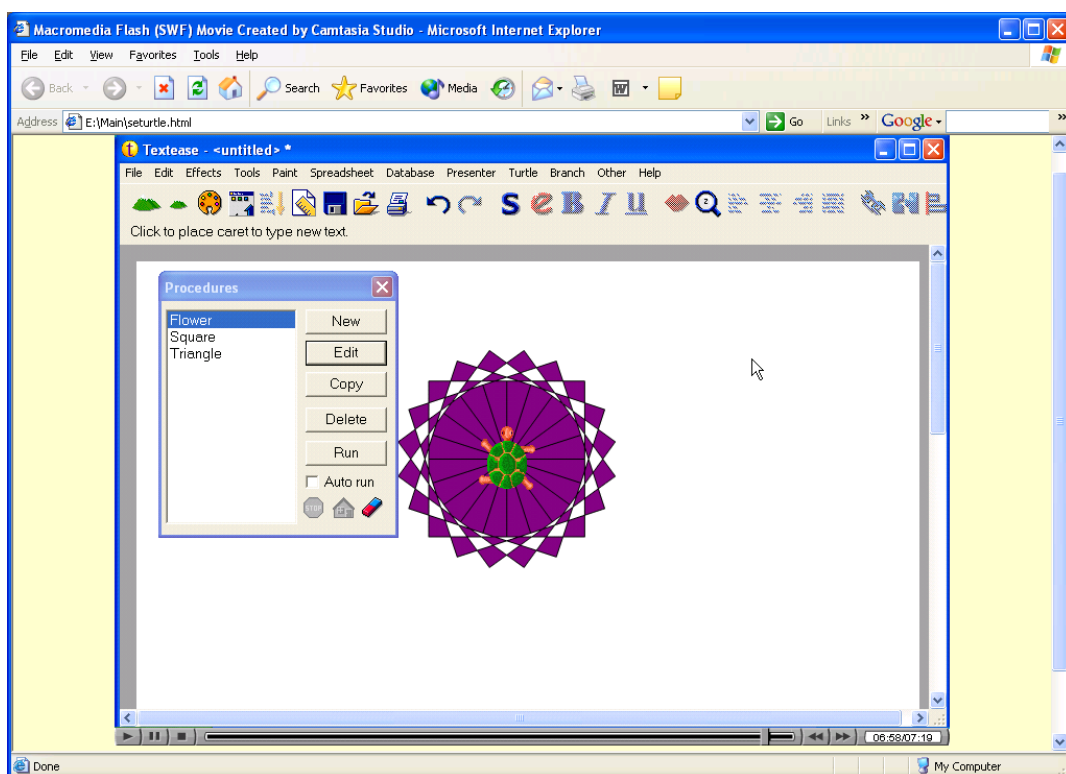 Macromedia Flash (SWF) Movie Created by Camtasia Studio - Microsoft Internet Explorer
File Edit View Favorites Tools Help
Back Search Favorites Media W
Address E:\Main\seturtle.html Go Links » Google »
t Textease - <untitled> *
File Edit Effects Tools Paint Spreadsheet Database Presenter Turtle Branch Other Help
S e B I U
Click to place caret to type new text.
Procedures
Flower
Square
Triangle
New
Edit
Copy
Delete
Run
Auto run
STOP
06:58/07:19
Done My Computer